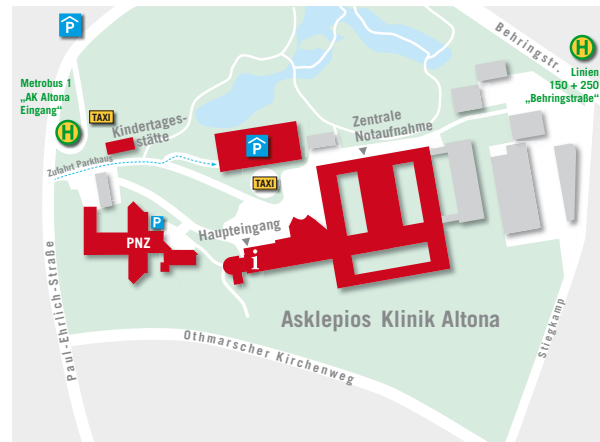 P
Behringstr.
H
Linien
150 + 250
„Behringstraße“
Metrobus 1
„AK Altona
Eingang“
H
TAXI
Kindertages-
stätte
P
Zentrale
Notaufnahme
Zufahrt Parkhaus
TAXI
P
PNZ
Haupteingang
i
Asklepios Klinik Altona
Paul-Ehrlich-Straße
Othmarscher Kirchenweg
Stiegkamp